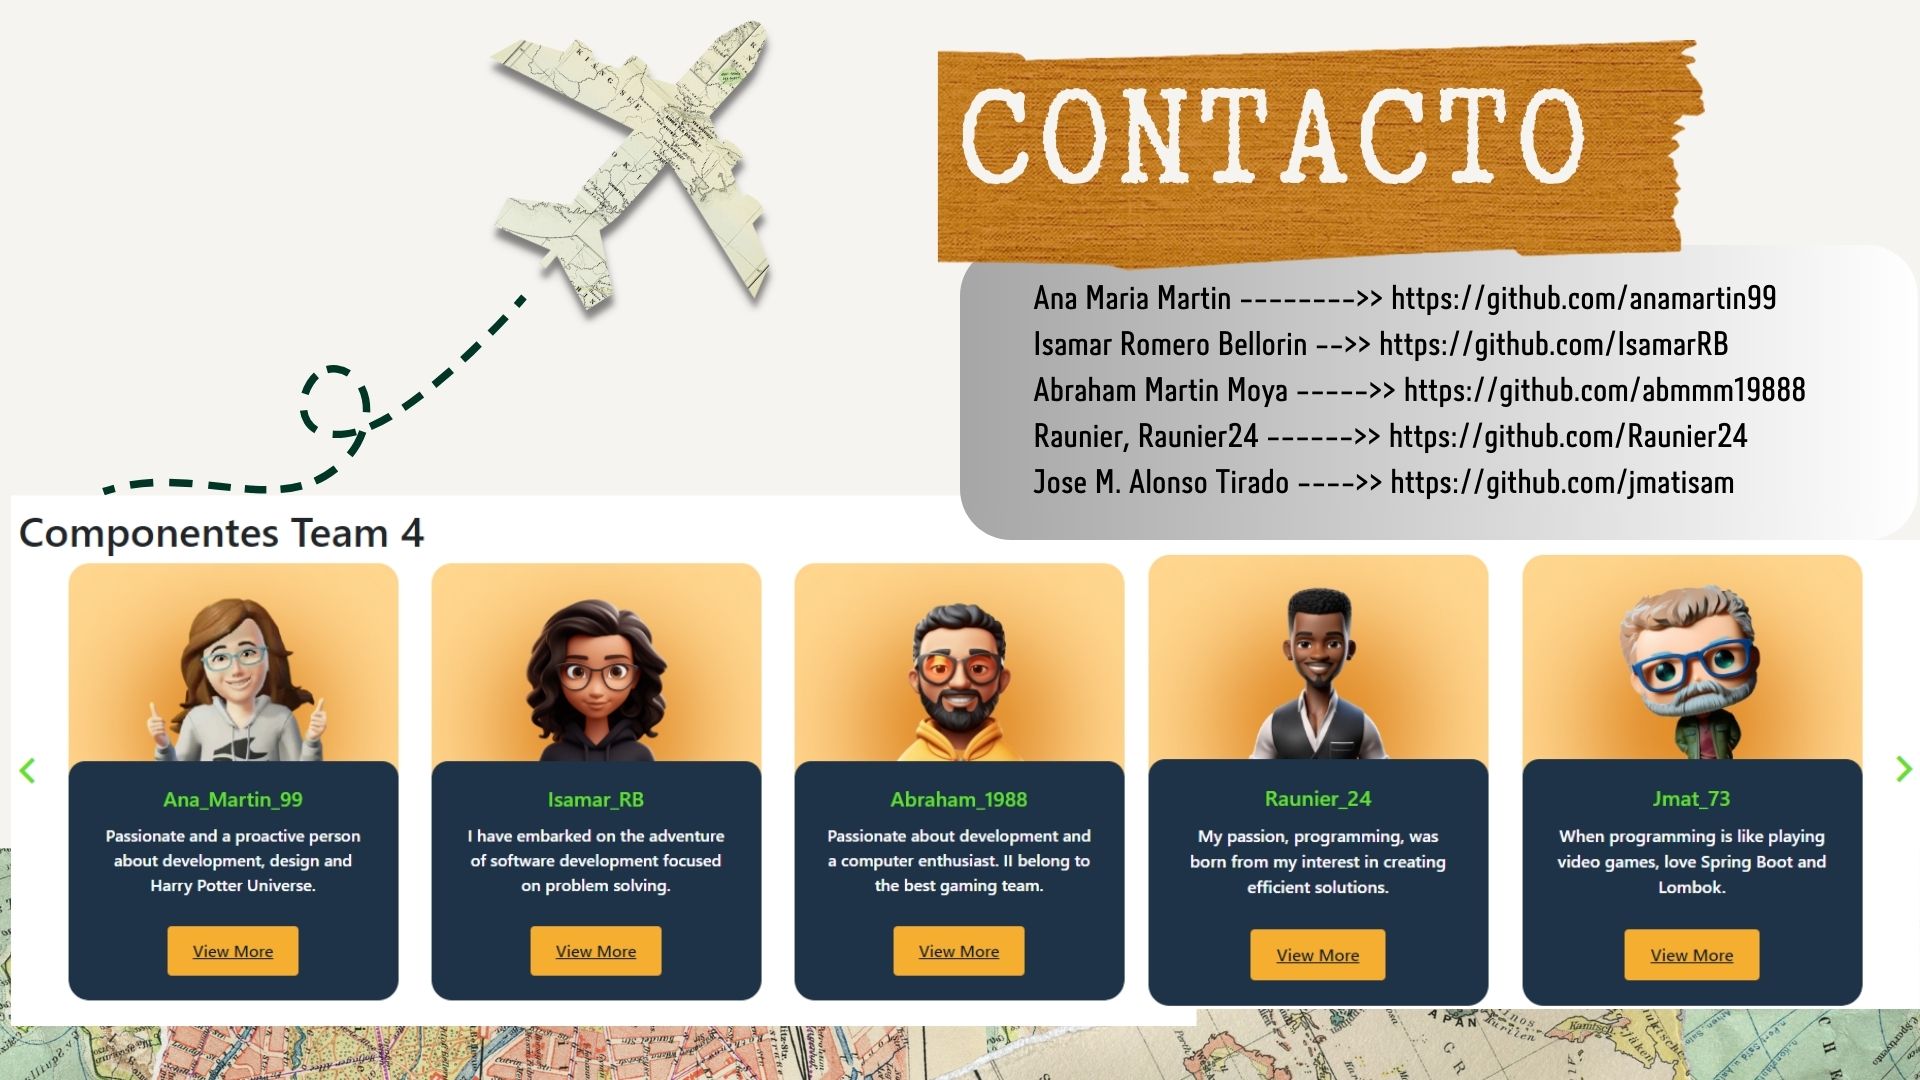 CONTACTO
Ana Maria Martin -------->> https://github.com/anamartin99
Isamar Romero Bellorin -->> https://github.com/IsamarRB
Abraham Martin Moya ----->> https://github.com/abmmm19888
Raunier, Raunier24 ------>> https://github.com/Raunier24
Jose M. Alonso Tirado ---->> https://github.com/jmatisam
Componentes Team 4
Ana_Martin_99
Passionate and a proactive person
about development, design and
Harry Potter Universe.
View More
Isamar_RB
I have embarked on the adventure
of software development focused
on problem solving.
View More
Abraham_1988
Passionate about development and
a computer enthusiast. II belong to
the best gaming team.
View More
Raunier_24
My passion, programming, was
born from my interest in creating
efficient solutions.
View More
Jmat_73
When programming is like playing
video games, love Spring Boot and
Lombok.
View More